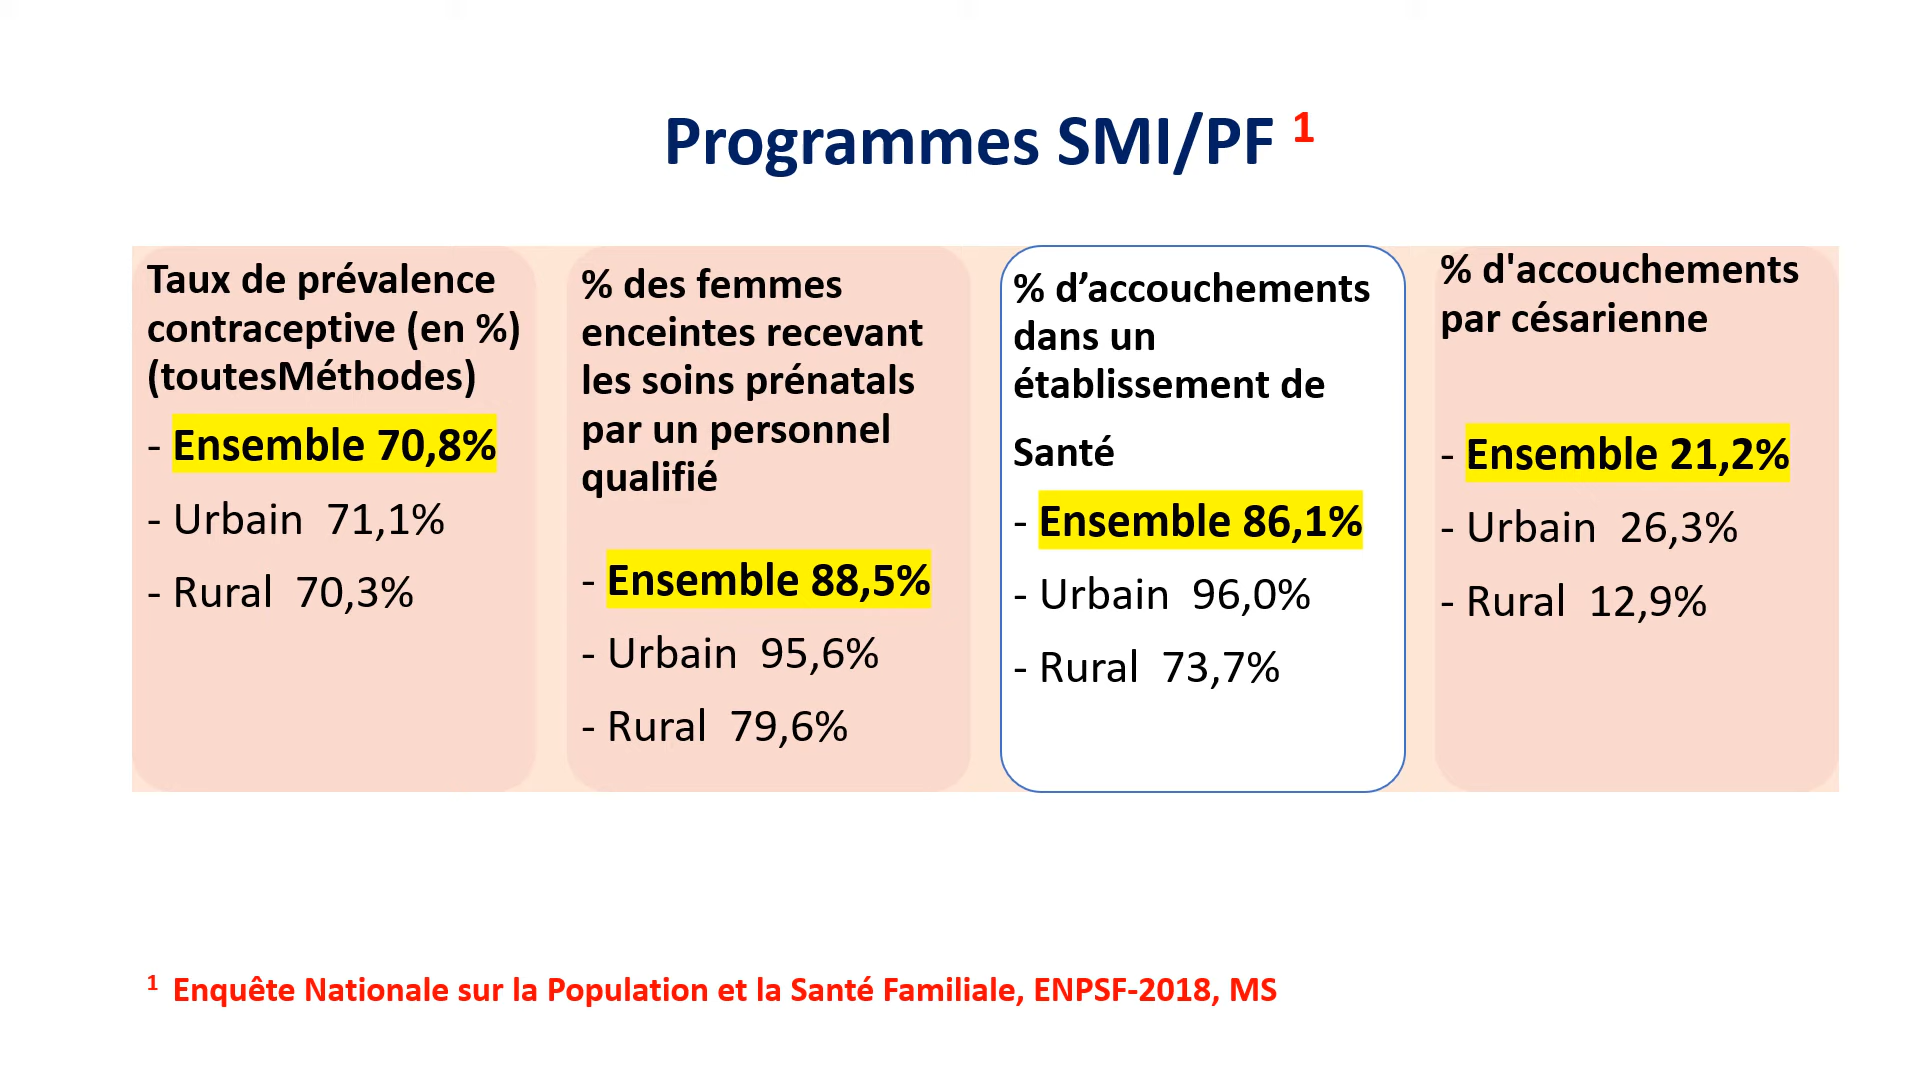 Programmes SMI/PF ¹
Taux de prévalence
contraceptive (en %)
(toutesMéthodes)
- Ensemble 70,8%
- Urbain 71,1%
- Rural 70,3%
% des femmes
enceintes recevant
les soins prénatals
par un personnel
qualifié
- Ensemble 88,5%
- Urbain 95,6%
- Rural 79,6%
% d’accouchements
dans un
établissement de
Santé
- Ensemble 86,1%
- Urbain 96,0%
- Rural 73,7%
% d'accouchements
par césarienne
- Ensemble 21,2%
- Urbain 26,3%
- Rural 12,9%
¹ Enquête Nationale sur la Population et la Santé Familiale, ENPSF-2018, MS